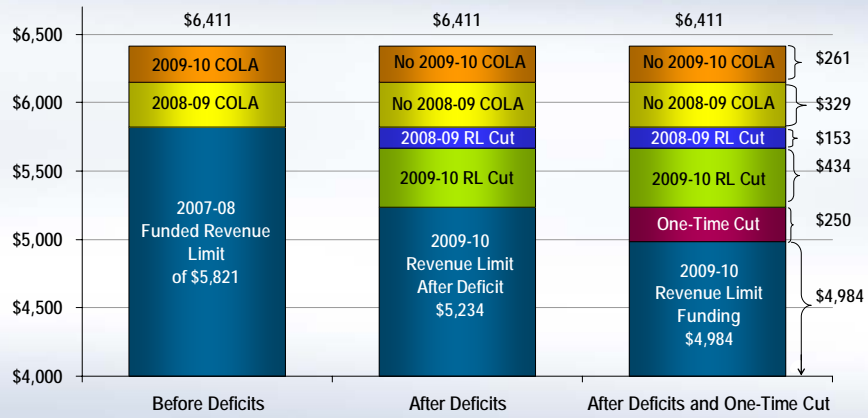 $6,411
$6,411
$6,411
$6,500
$6,000
$5,500
$5,000
$4,500
$4,000
2009-10 COLA
2008-09 COLA
2007-08
Funded Revenue
Limit
of $5,821
No 2009-10 COLA
No 2008-09 COLA
2008-09 RL Cut
2009-10 RL Cut
2009-10
Revenue Limit
After Deficit
$5,234
No 2009-10 COLA
No 2008-09 COLA
2008-09 RL Cut
2009-10 RL Cut
One-Time Cut
2009-10
Revenue Limit
Funding
$4,984
$261
$329
$153
$434
$250
$4,984
Before Deficits
After Deficits
After Deficits and One-Time Cut